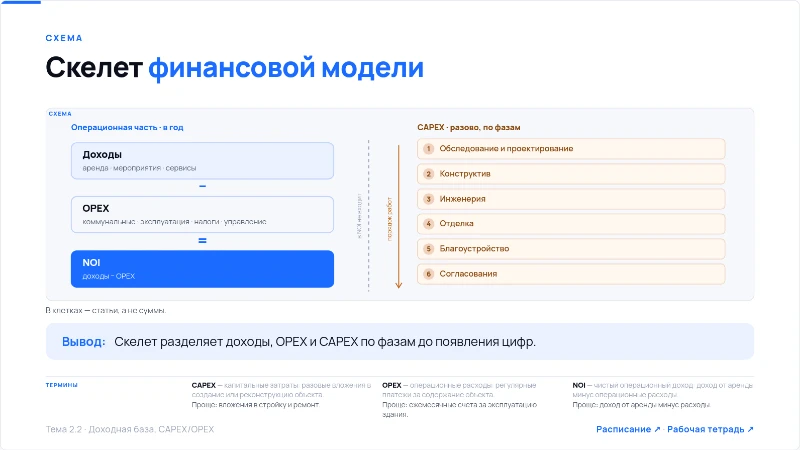 СХЕМА
Скелет финансовой модели
СХЕМА
Операционная часть · в год
Доходы
аренда · мероприятия · сервисы
−
OPEX
коммунальные · эксплуатация · налоги · управление
=
NOI
доходы − OPEX
в NOI не входит
порядок работ
CAPEX · разово, по фазам
1 Обследование и проектирование
2 Конструктив
3 Инженерия
4 Отделка
5 Благоустройство
6 Согласования
В клетках — статьи, а не суммы.
Вывод: Скелет разделяет доходы, OPEX и CAPEX по фазам до появления цифр.
ТЕРМИНЫ
CAPEX — капитальные затраты: разовые вложения в
создание или реконструкцию объекта.
Проще: вложения в стройку и ремонт.
OPEX — операционные расходы: регулярные
платежи за содержание объекта.
Проще: ежемесячные счета за эксплуатацию
здания.
NOI — чистый операционный доход: доход от аренды
минус операционные расходы.
Проще: доход от аренды минус расходы.
Тема 2.2 · Доходная база, CAPEX/OPEX
Расписание ↗ · Рабочая тетрадь ↗